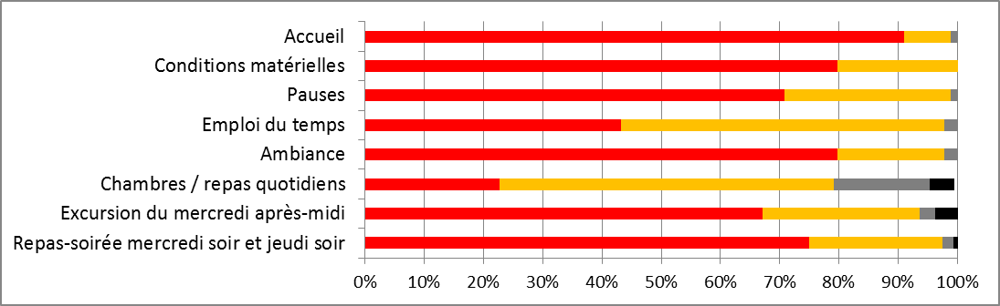 Accueil
Conditions matérielles
Pauses
Emploi du temps
Ambiance
Chambres / repas quotidiens
Excursion du mercredi après-midi
Repas-soirée mercredi soir et jeudi soir
0% 10% 20% 30% 40% 50% 60% 70% 80% 90% 100%